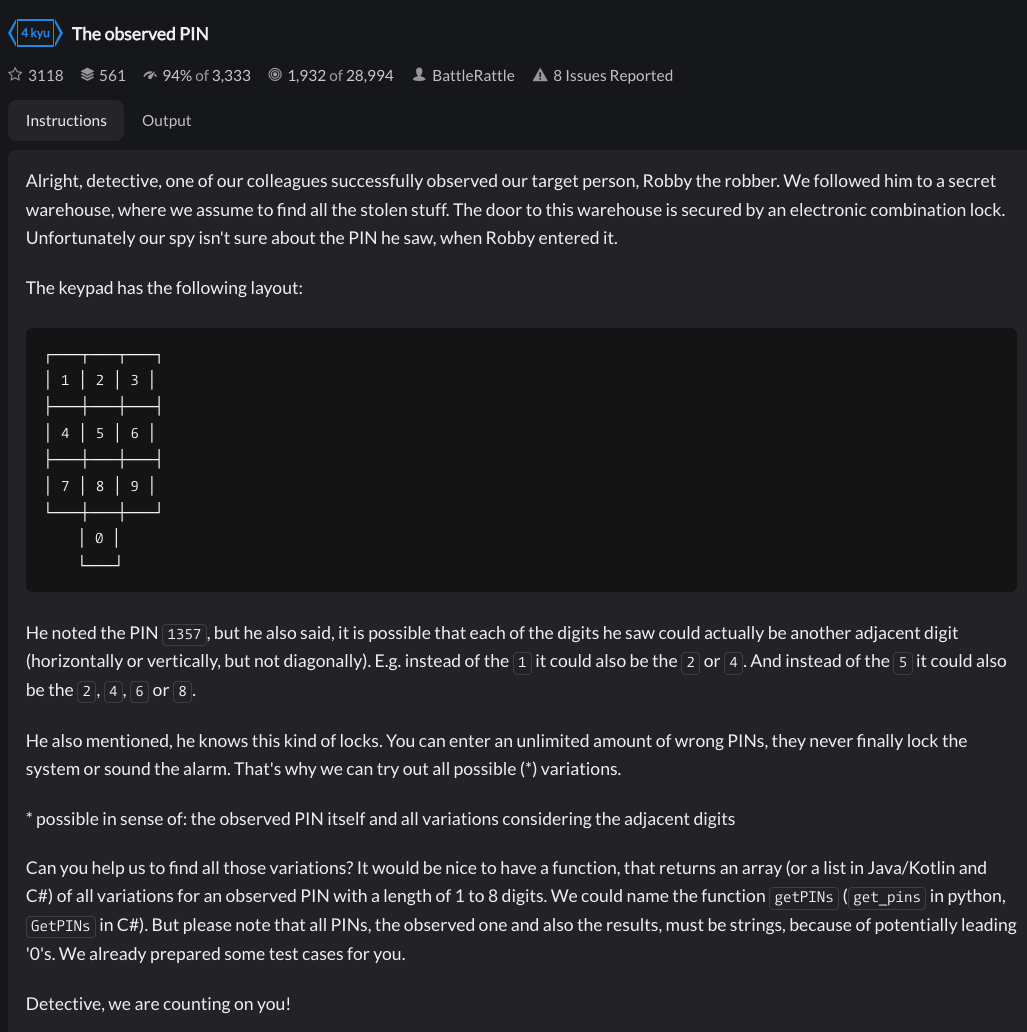 4 kyu The observed PIN
3118 561 94% of 3,333 1,932 of 28,994 BattleRattle 8 Issues Reported
Instructions Output
Alright, detective, one of our colleagues successfully observed our target person, Robby the robber. We followed him to a secret
warehouse, where we assume to find all the stolen stuff. The door to this warehouse is secured by an electronic combination lock.
Unfortunately our spy isn't sure about the PIN he saw, when Robby entered it.
The keypad has the following layout:
┌───┬───┬───┐
│ 1 │ 2 │ 3 │
├───┼───┼───┤
│ 4 │ 5 │ 6 │
├───┼───┼───┤
│ 7 │ 8 │ 9 │
└───┼───┼───┘
│ 0 │
└───┘
He noted the PIN 1357, but he also said, it is possible that each of the digits he saw could actually be another adjacent digit
(horizontally or vertically, but not diagonally). E.g. instead of the 1 it could also be the 2 or 4. And instead of the 5 it could also
be the 2, 4, 6 or 8.
He also mentioned, he knows this kind of locks. You can enter an unlimited amount of wrong PINs, they never finally lock the
system or sound the alarm. That's why we can try out all possible (*) variations.
* possible in sense of: the observed PIN itself and all variations considering the adjacent digits
Can you help us to find all those variations? It would be nice to have a function, that returns an array (or a list in Java/Kotlin and
C#) of all variations for an observed PIN with a length of 1 to 8 digits. We could name the function getPINs (get_pins in python,
GetPINs in C#). But please note that all PINs, the observed one and also the results, must be strings, because of potentially leading
'0's. We already prepared some test cases for you.
Detective, we are counting on you!